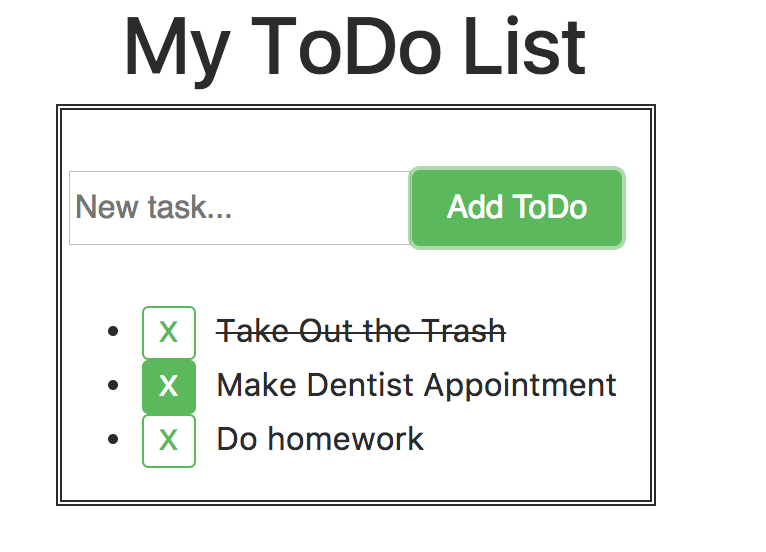 My ToDo List
New task...
Add ToDo
X Take Out the Trash
X Make Dentist Appointment
X Do homework